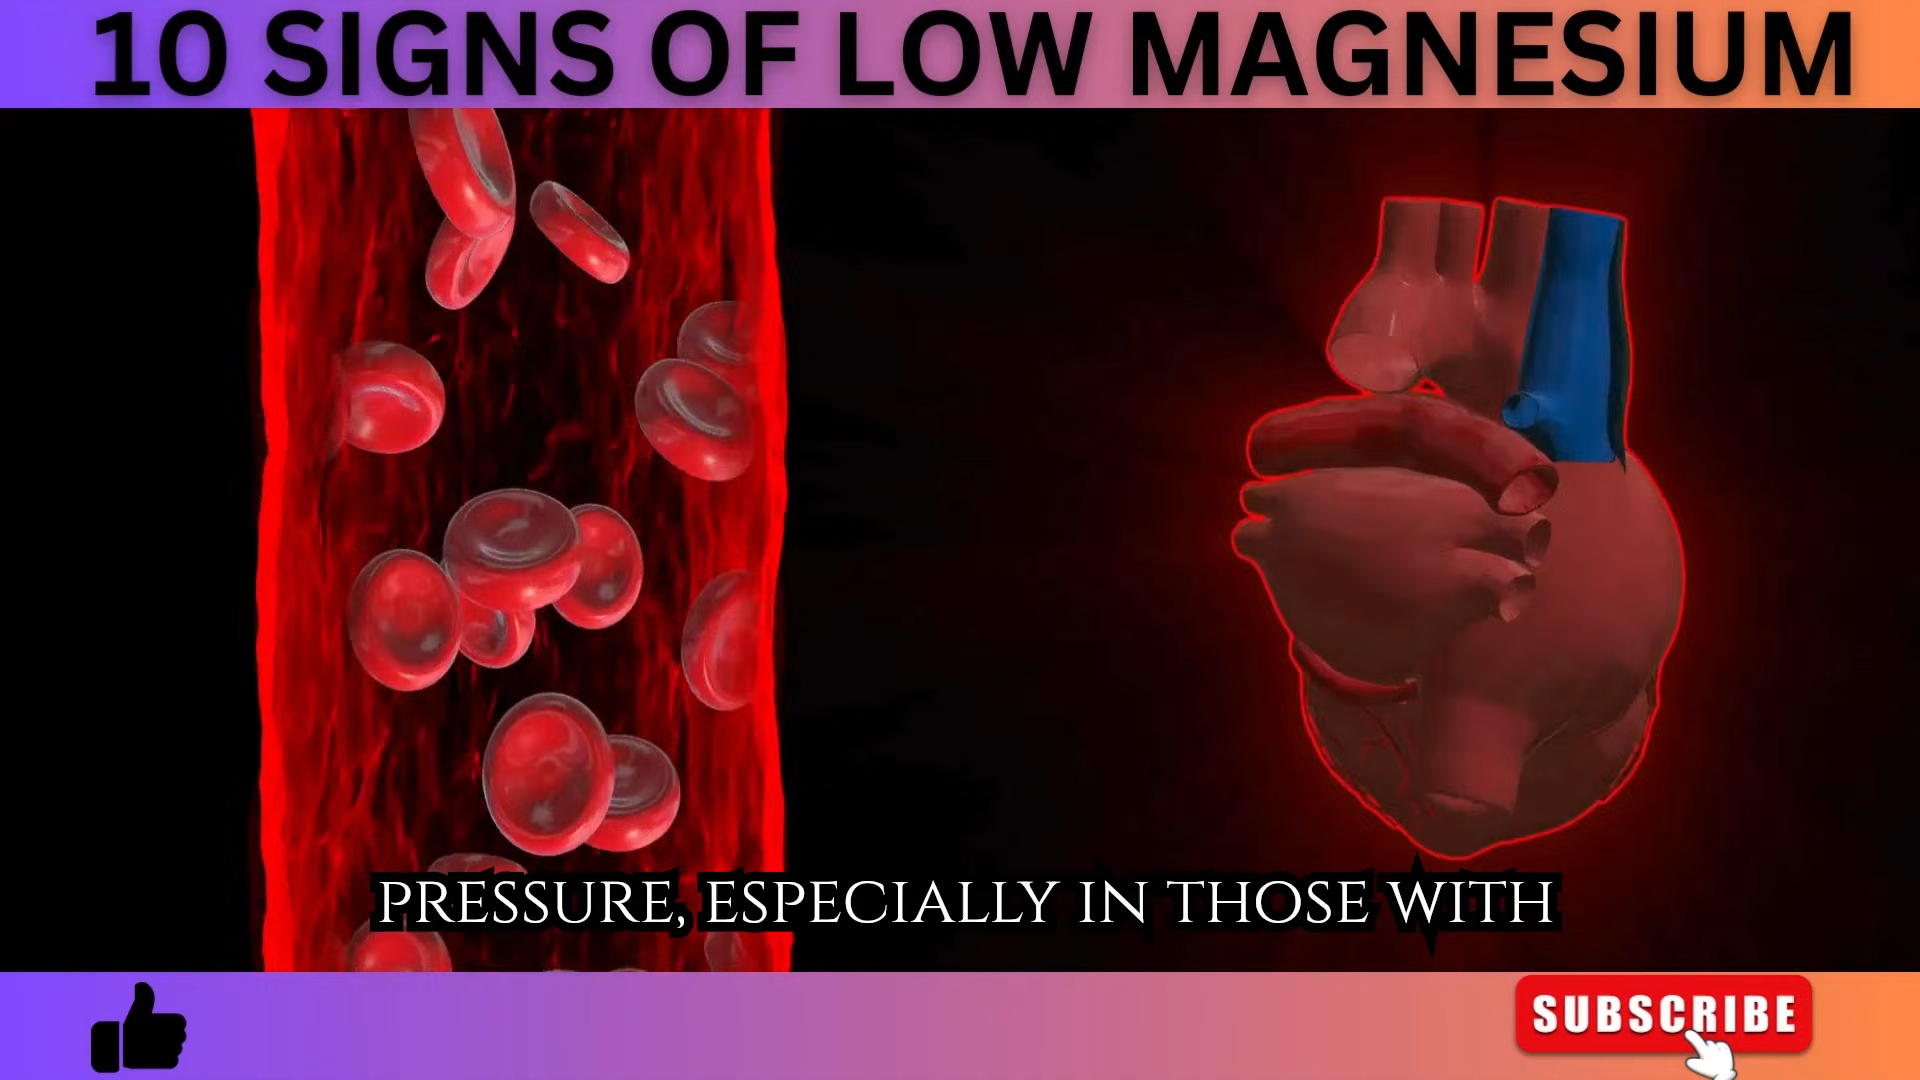 10 SIGNS OF LOW MAGNESIUM
PRESSURE, ESPECIALLY IN THOSE WITH
SUBSCRIBE